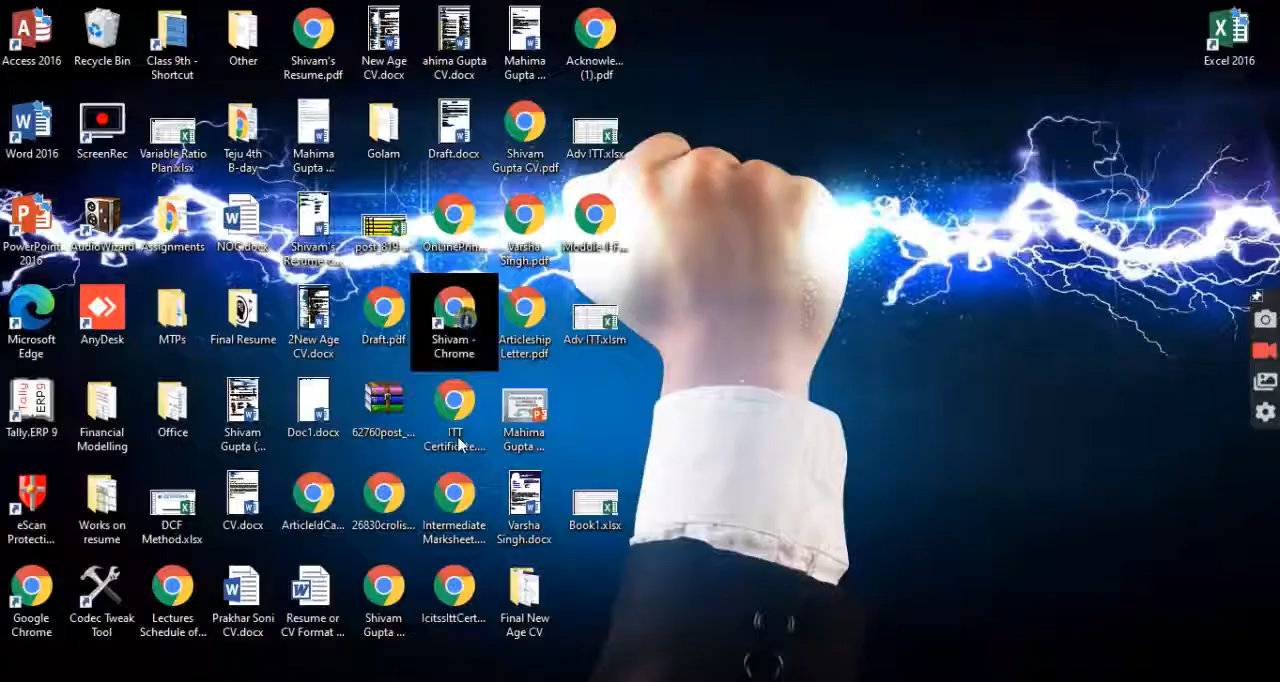 Access 2016
Recycle Bin
Class 9th -
Shortcut
Other
Shivam's
Resume.pdf
New Age
CV.docx
ahima Gupta
CV.docx
Mahima
Gupta ...
Acknowle...
(1).pdf
Excel 2016
Word 2016
ScreenRec
Variable Ratio
Plan.xlsx
Teju 4th
B-day
Mahima
Gupta ...
Golam
Draft.docx
Shivam
Gupta CV.pdf
Adv ITT.xlsx
PowerPoint
2016
AudioWizard
Assignments
NOC.docx
Shivam's
Resume -...
post_819...
OnLinePrin...
Varsha
Singh.pdf
Module-1 F...
Microsoft
Edge
AnyDesk
MTPs
Final Resume
2New Age
CV.docx
Draft.pdf
Shivam -
Chrome
Articleship
Letter.pdf
Adv ITT.xlsm
Tally
ERP9
Tally.ERP 9
Financial
Modelling
Office
Shivam
Gupta (...
Doc1.docx
62760post_...
ITT
Certificate....
Mahima
Gupta ...
eScan
Protecti...
Works on
resume
DCF
Method.xlsx
CV.docx
ArticleIdCa...
26830crolis...
Intermediate
Marksheet....
Varsha
Singh.docx
Book1.xlsx
Google
Chrome
Codec Tweak
Tool
Lectures
Schedule of...
Prakhar Soni
CV.docx
Resume or
CV Format ...
Shivam
Gupta ...
IcitssIttCert...
Final New
Age CV